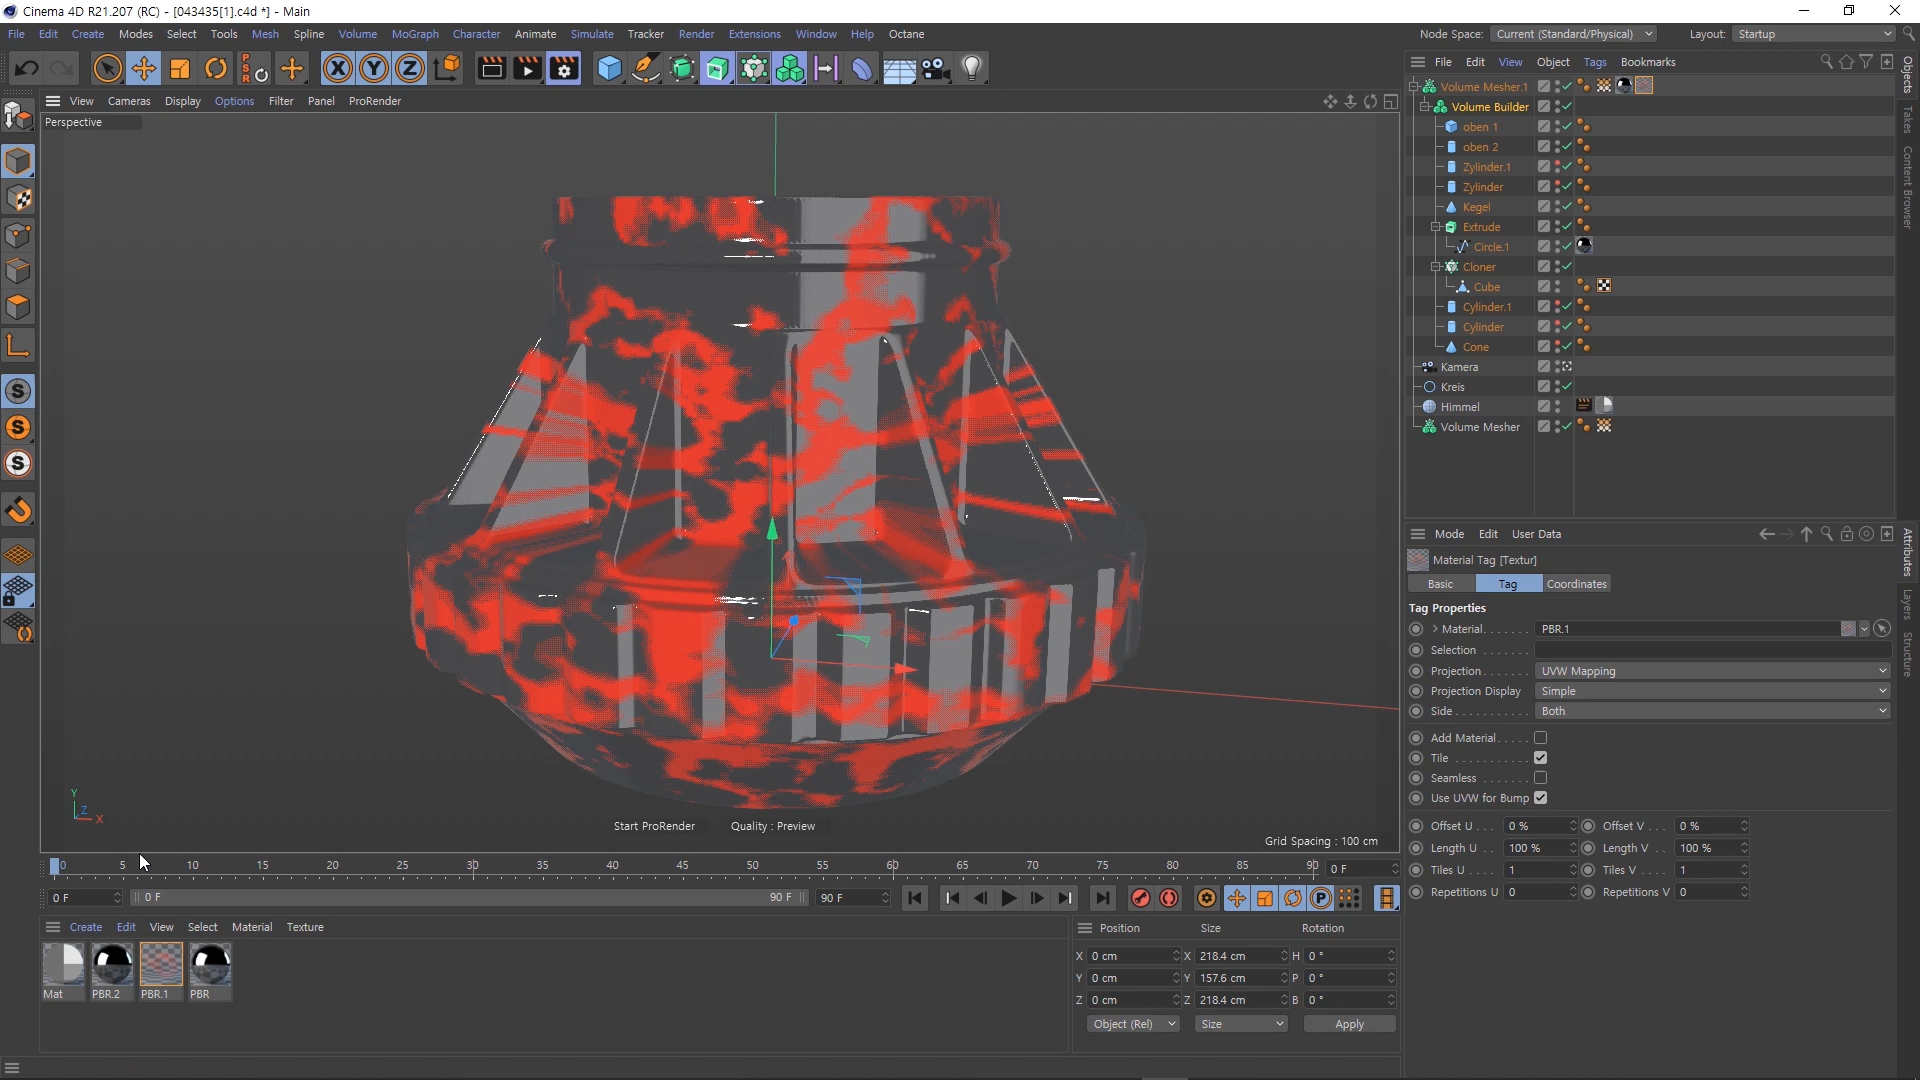 Cinema 4D R21.207 (RC) - [043435[1].c4d *] - Main
File Edit Create Modes Select Tools Mesh Spline Volume MoGraph Character Animate Simulate Tracker Render Extensions Window Help Octane
Node Space: Current (Standard/Physical) Layout: Startup
X Y Z
PSR
View Cameras Display Options Filter Panel ProRender
Perspective
Y
Z
X
Start ProRender Quality : Preview
Grid Spacing : 100 cm
0 5 10 15 20 25 30 35 40 45 50 55 60 65 70 75 80 85 90 0 F
0 F 0 F 90 F 90 F
Create Edit View Select Material Texture
Mat PBR.2 PBR.1 PBR
Position Size Rotation
X 0 cm X 218.4 cm H 0 °
Y 0 cm Y 157.6 cm P 0 °
Z 0 cm Z 218.4 cm B 0 °
Object (Rel) Size Apply
File Edit View Object Tags Bookmarks
Volume Mesher.1
Volume Builder
oben 1
oben 2
Zylinder.1
Zylinder
Kegel
Extrude
Circle.1
Cloner
Cube
Cylinder.1
Cylinder
Cone
Kamera
Kreis
Himmel
Volume Mesher
Objects
Takes
Content Browser
Mode Edit User Data
Material Tag [Textur]
Basic Tag Coordinates
Tag Properties
Material. . . . . . . PBR.1
Selection . . . . . . .
Projection. . . . . . . UVW Mapping
Projection Display Simple
Side. . . . . . . . . . . Both
Add Material. . . . .
Tile . . . . . . . . . . .
Seamless . . . . . . .
Use UVW for Bump
Offset U . . . 0 % Offset V . . . 0 %
Length U . . 100 % Length V . . 100 %
Tiles U . . . . 1 Tiles V . . . . 1
Repetitions U 0 Repetitions V 0
Attributes
Layers
Structure